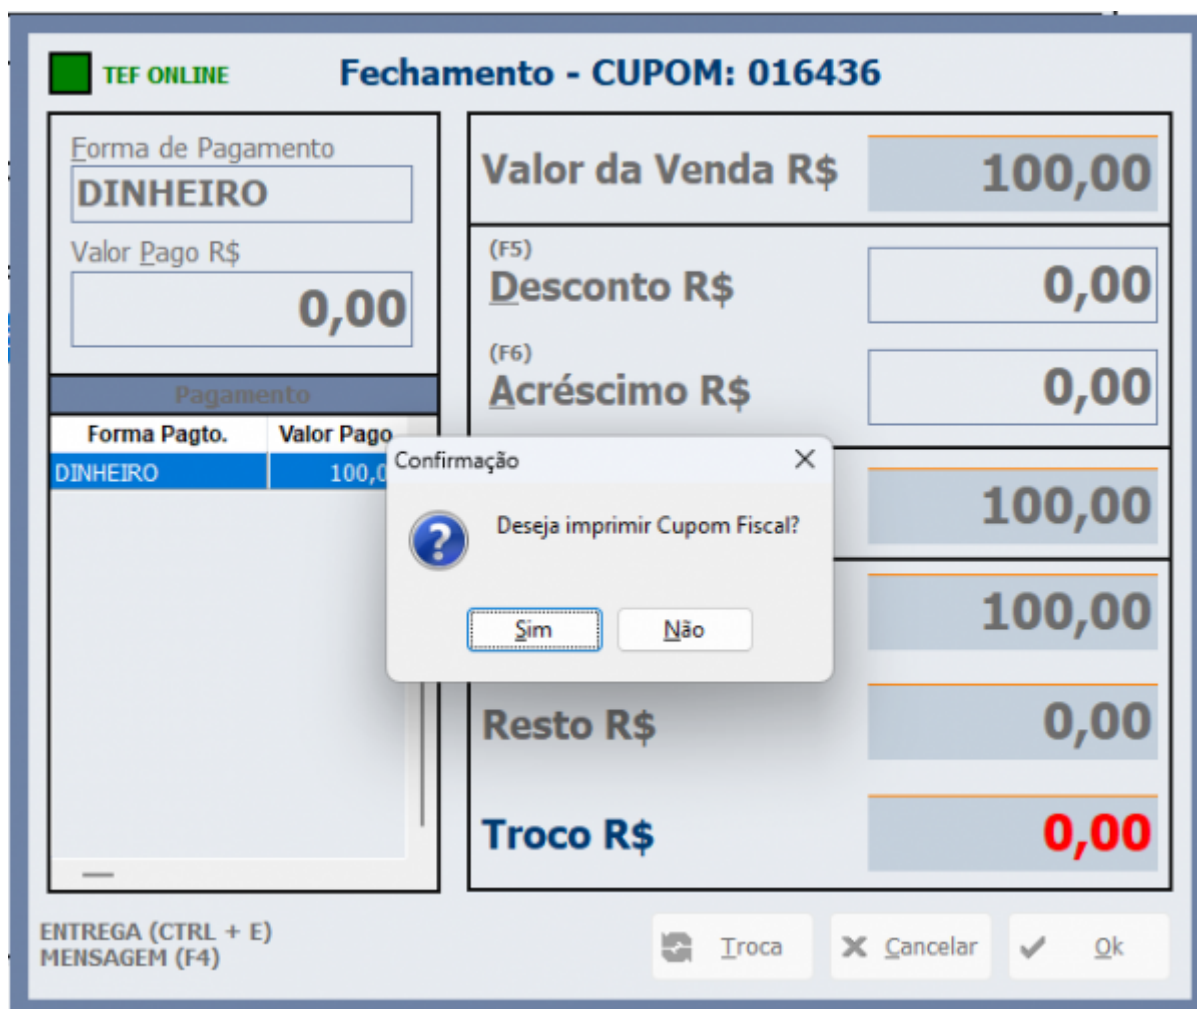 TEF ONLINE
Fechamento - CUPOM: 016436
Forma de Pagamento
DINHEIRO
Valor Pago R$
0,00
Pagamento
Forma Pagto. Valor Pago
DINHEIRO 100,0
Valor da Venda R$ 100,00
(F5)
Desconto R$ 0,00
(F6)
Acréscimo R$ 0,00
100,00
100,00
Resto R$ 0,00
Troco R$ 0,00
Confirmação
Deseja imprimir Cupom Fiscal?
Sim Não
ENTREGA (CTRL + E)
MENSAGEM (F4)
Troca Cancelar Ok